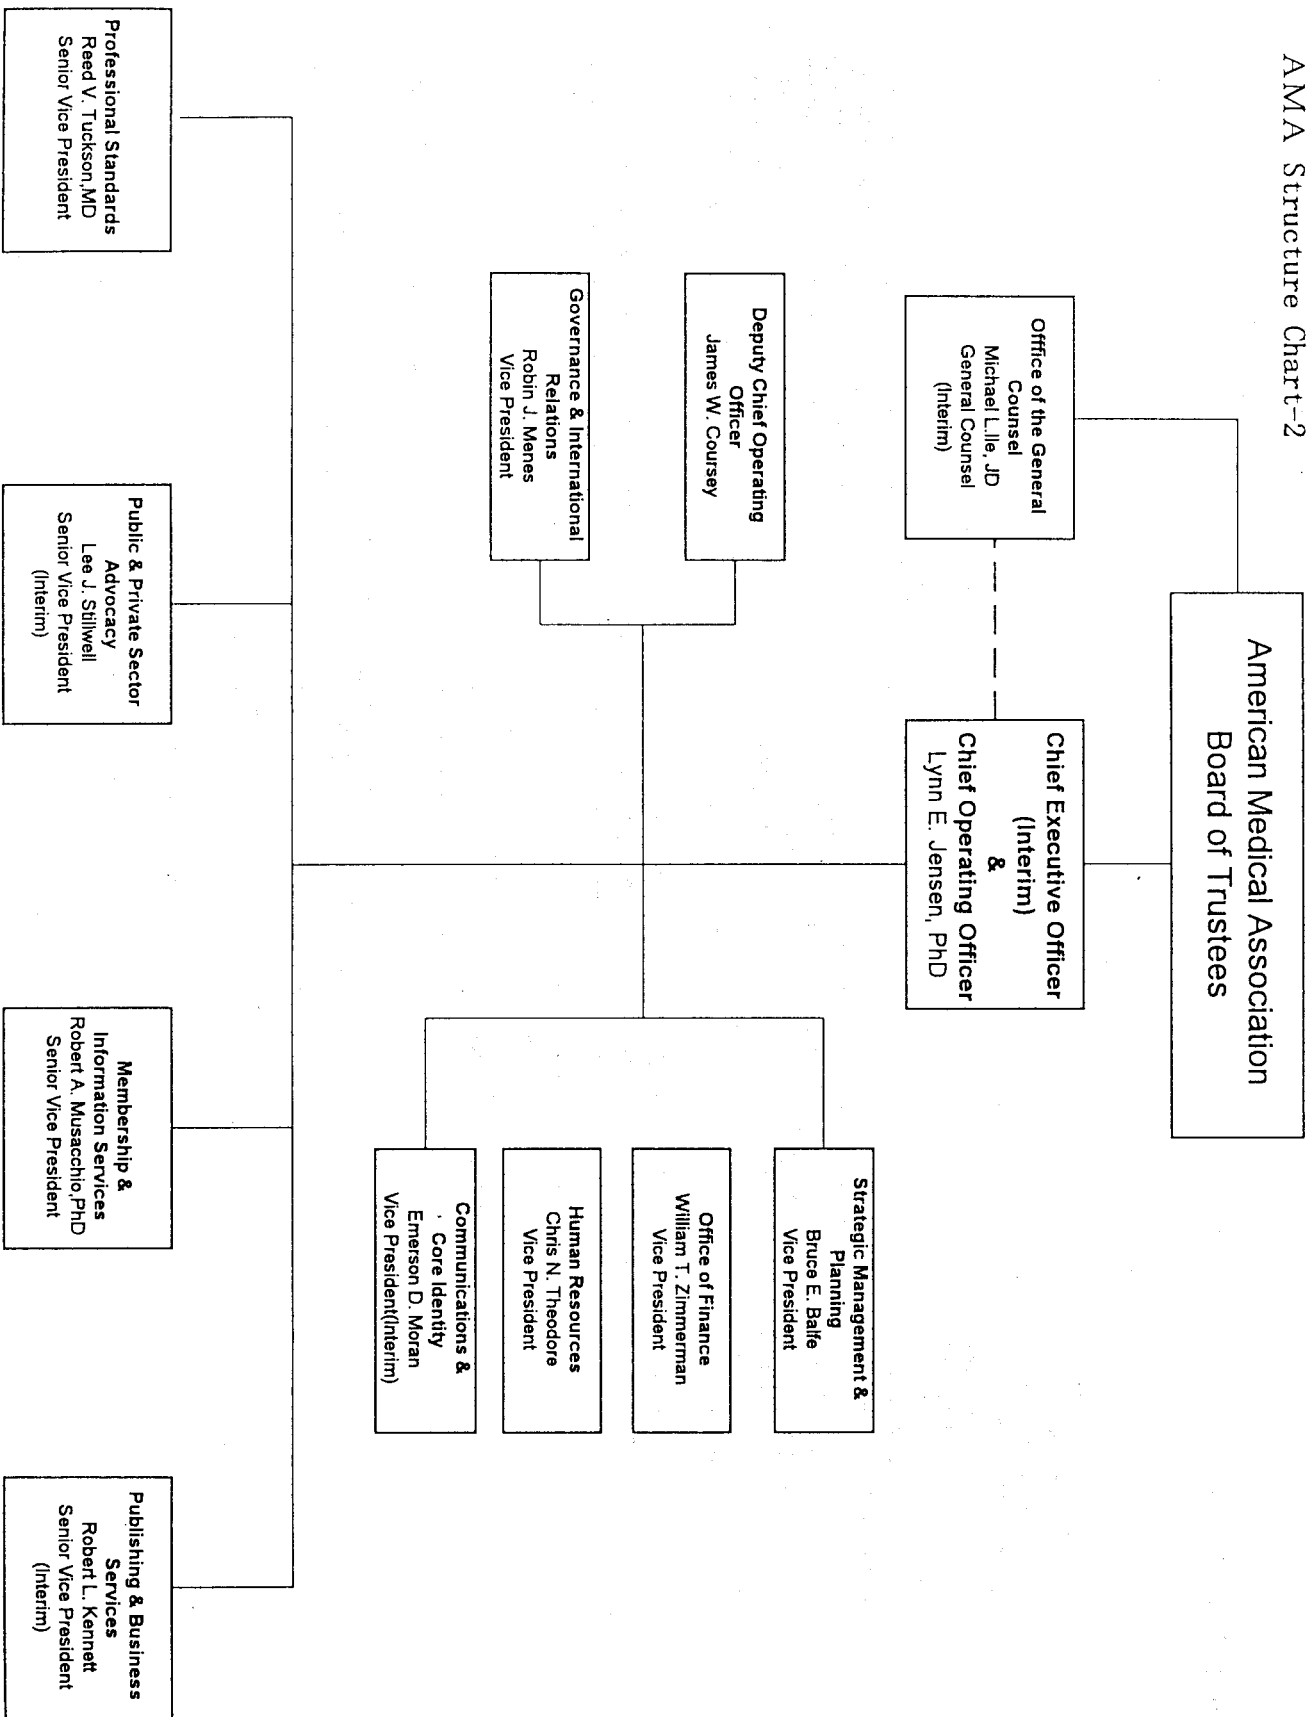 AMA Structure Chart-2
American Medical Association
Board of Trustees
Offfice of the General
Counsel
Michael L.Ile, JD
General Counsel
(Interim)
Chief Executive Officer
(Interim)
&
Chief Operating Officer
Lynn E. Jensen, PhD
Deputy Chief Operating
Officer
James W. Coursey
Governance & International
Relations
Robin J. Menes
Vice President
Strategic Management &
Planning
Bruce E. Balfe
Vice President
Office of Finance
William T. Zimmerman
Vice President
Human Resources
Chris N. Theodore
Vice President
Communications &
Core Identity
Emerson D. Moran
Vice President(Interim)
Professional Standards
Reed V. Tuckson,MD
Senior Vice President
Public & Private Sector
Advocacy
Lee J. Stillwell
Senior Vice President
(Interim)
Membership &
Information Services
Robert A. Musacchio,PhD
Senior Vice President
Publishing & Business
Services
Robert L. Kennett
Senior Vice President
(Interim)